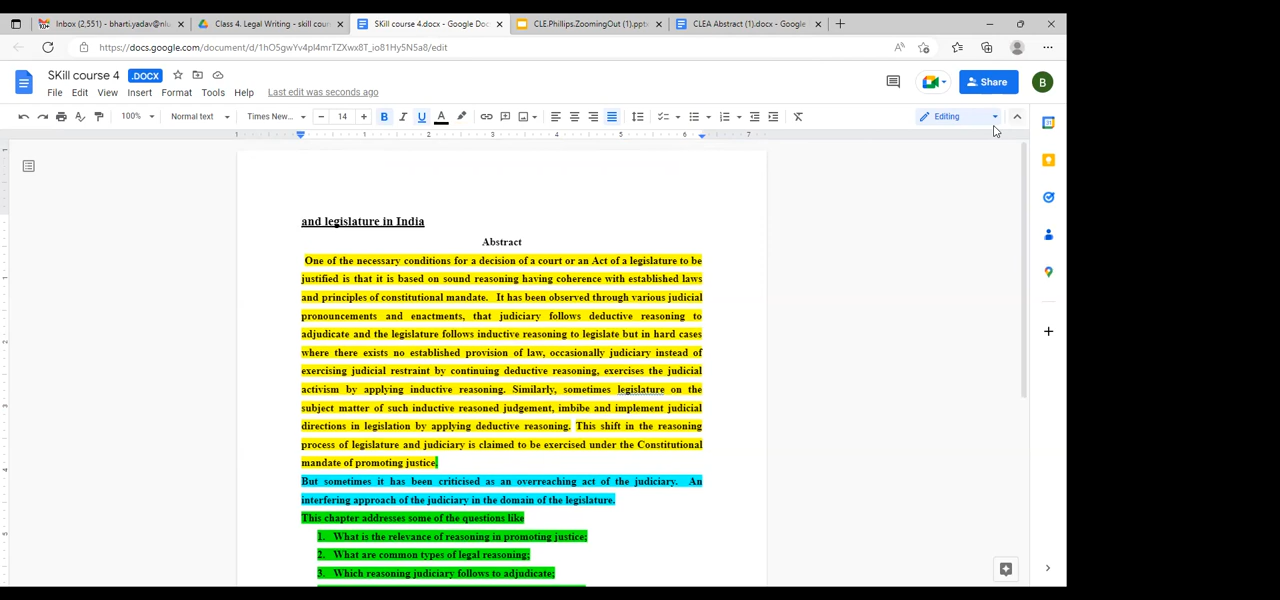 Inbox (2,551) - bharti.yadav@nlu
Class 4. Legal Writing - skill cour
SKill course 4.docx - Google Doc
CLE.Phillips.ZoomingOut (1).pptx
CLEA Abstract (1).docx - Google
https://docs.google.com/document/d/1hO5gwYv4pl4mrTZXwx8T_io81Hy5N5a8/edit
SKill course 4 .DOCX
File Edit View Insert Format Tools Help Last edit was seconds ago
Share
B
100% Normal text Times New... 14 B I U A Editing
1 1 2 3 4 5 6 7
and legislature in India
Abstract
One of the necessary conditions for a decision of a court or an Act of a legislature to be
justified is that it is based on sound reasoning having coherence with established laws
and principles of constitutional mandate. It has been observed through various judicial
pronouncements and enactments, that judiciary follows deductive reasoning to
adjudicate and the legislature follows inductive reasoning to legislate but in hard cases
where there exists no established provision of law, occasionally judiciary instead of
exercising judicial restraint by continuing deductive reasoning, exercises the judicial
activism by applying inductive reasoning. Similarly, sometimes legislature on the
subject matter of such inductive reasoned judgement, imbibe and implement judicial
directions in legislation by applying deductive reasoning. This shift in the reasoning
process of legislature and judiciary is claimed to be exercised under the Constitutional
mandate of promoting justice.
But sometimes it has been criticised as an overreaching act of the judiciary. An
interfering approach of the judiciary in the domain of the legislature.
This chapter addresses some of the questions like
1. What is the relevance of reasoning in promoting justice;
2. What are common types of legal reasoning;
3. Which reasoning judiciary follows to adjudicate;